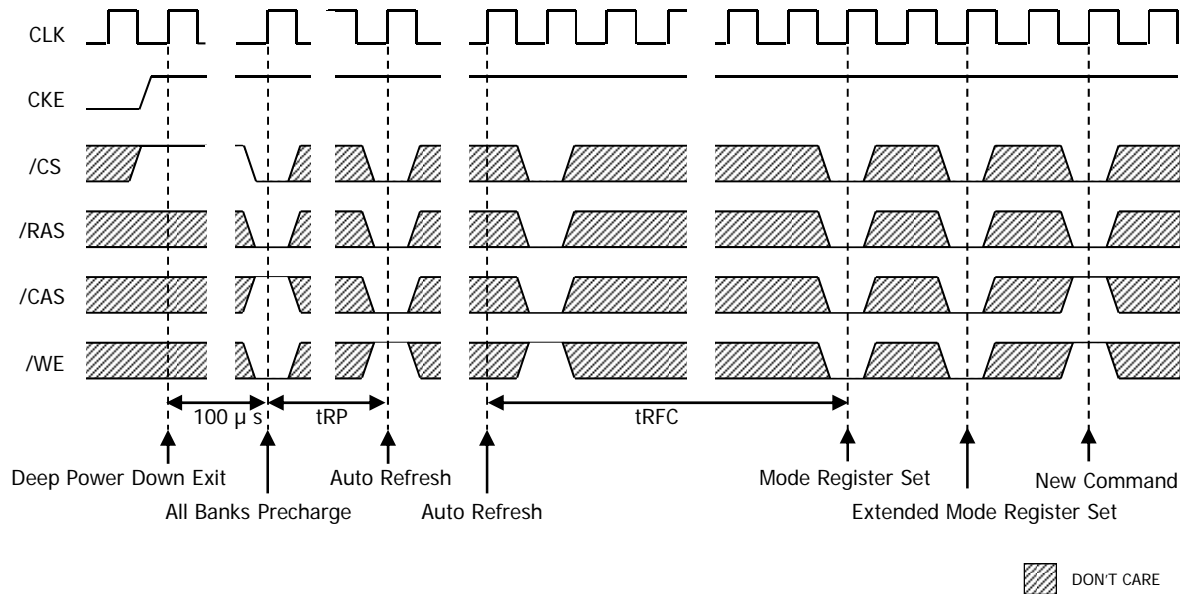 CLK
CKE
/CS
/RAS
/CAS
/WE
100 µ s
tRP
tRFC
Deep Power Down Exit
Auto Refresh
Mode Register Set
New Command
All Banks Precharge
Auto Refresh
Extended Mode Register Set
DON'T CARE